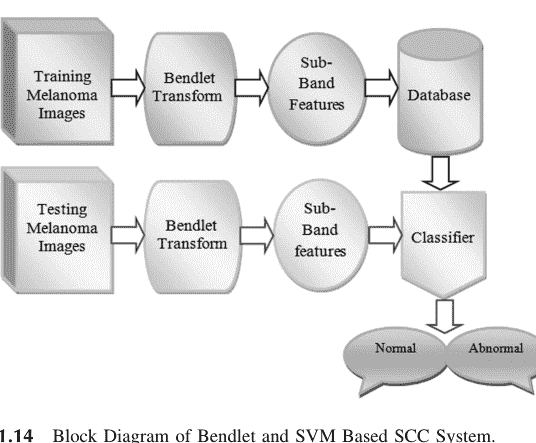 Training
Melanoma
Images
Bendlet
Transform
Sub-
Band
Features
Database
Testing
Melanoma
Images
Bendlet
Transform
Sub-
Band
features
Classifier
Normal
Abnormal
1.14 Block Diagram of Bendlet and SVM Based SCC System.